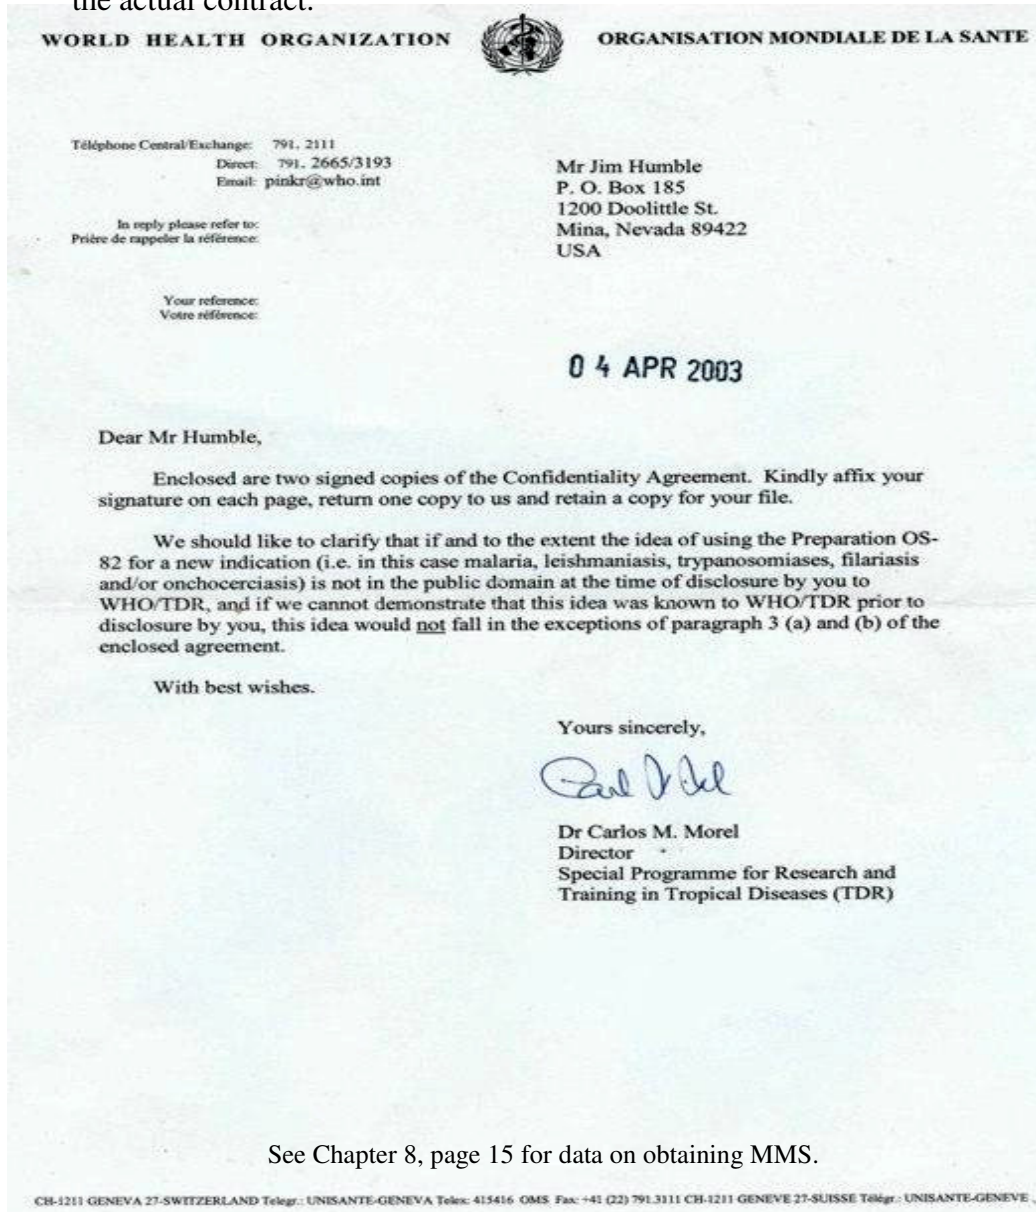 the actual contract.
WORLD HEALTH ORGANIZATION
ORGANISATION MONDIALE DE LA SANTE
Téléphone Central/Exchange: 791. 2111
Direct: 791. 2665/3193
Email: pinkr@who.int
In reply please refer to:
Prière de rappeler la référence:
Your reference:
Votre référence:
Mr Jim Humble
P. O. Box 185
1200 Doolittle St.
Mina, Nevada 89422
USA
0 4 APR 2003
Dear Mr Humble,
Enclosed are two signed copies of the Confidentiality Agreement. Kindly affix your
signature on each page, return one copy to us and retain a copy for your file.
We should like to clarify that if and to the extent the idea of using the Preparation OS-
82 for a new indication (i.e. in this case malaria, leishmaniasis, trypanosomiases, filariasis
and/or onchocerciasis) is not in the public domain at the time of disclosure by you to
WHO/TDR, and if we cannot demonstrate that this idea was known to WHO/TDR prior to
disclosure by you, this idea would not fall in the exceptions of paragraph 3 (a) and (b) of the
enclosed agreement.
With best wishes.
Yours sincerely,
Dr Carlos M. Morel
Director
Special Programme for Research and
Training in Tropical Diseases (TDR)
See Chapter 8, page 15 for data on obtaining MMS.
CH-1211 GENEVA 27-SWITZERLAND Telegr.: UNISANTE-GENEVA Telex: 415416 OMS Fax: +41 (22) 791.3111 CH-1211 GENEVE 27-SUISSE Télégr.: UNISANTE-GENEVE